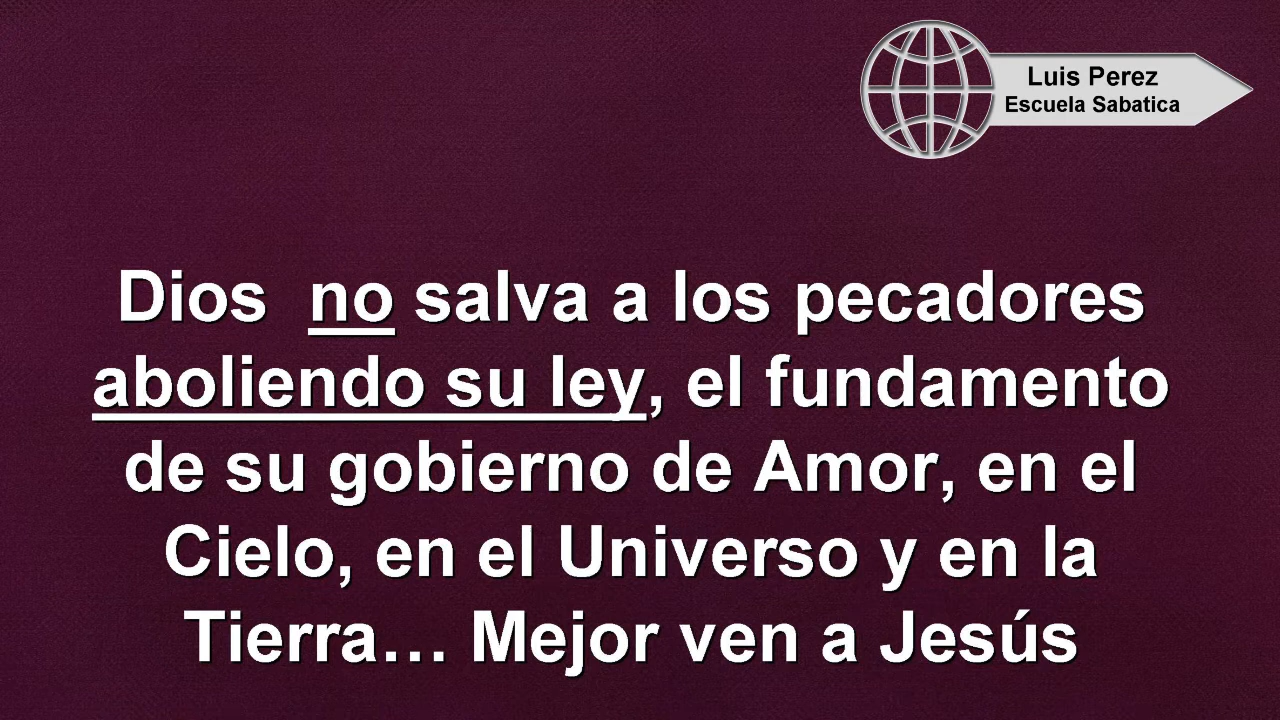 Luis Perez
Escuela Sabatica
Dios no salva a los pecadores
aboliendo su ley, el fundamento
de su gobierno de Amor, en el
Cielo, en el Universo y en la
Tierra… Mejor ven a Jesús